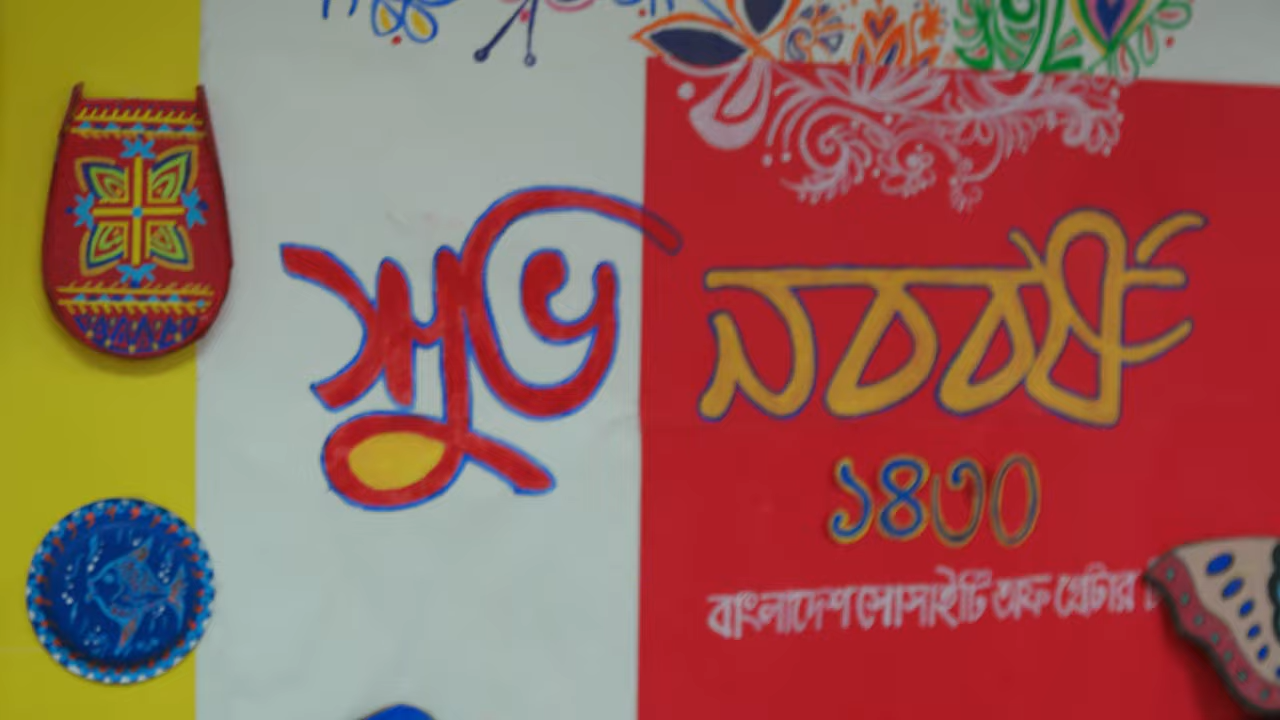 শুভ নববর্ষ
১৪৩০
বাংলাদেশ সোসাইটি অফ গ্রেটার